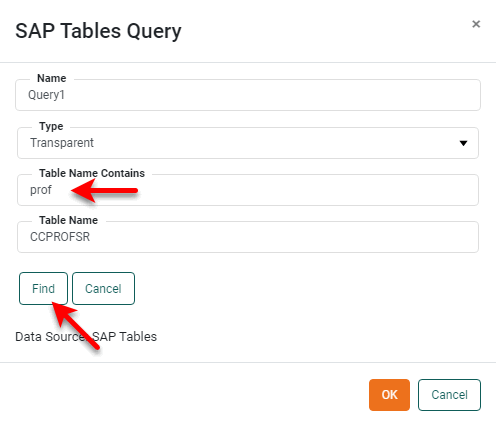 SAP Tables Query
×
Name
Query1
Type
Transparent
Table Name Contains
prof
Table Name
CCPROFSR
Find Cancel
Data Source: SAP Tables
OK Cancel